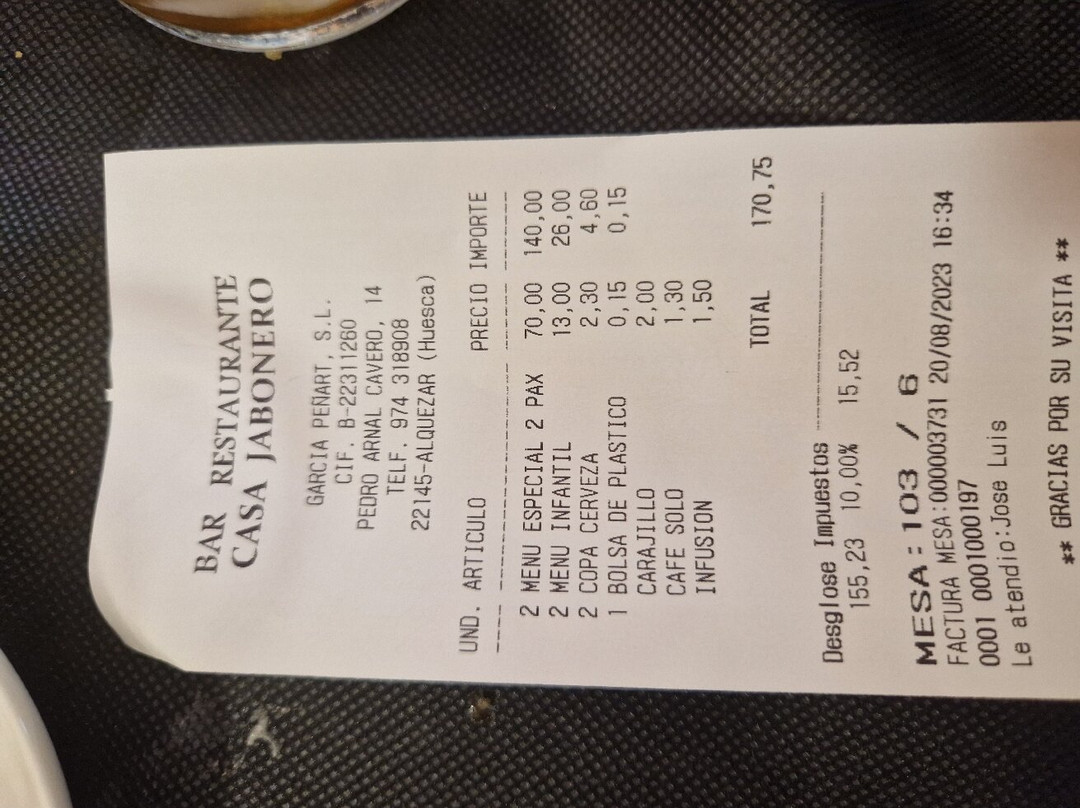 BAR RESTAURANTE
CASA JABONERO
GARCIA PEÑART, S.L.
CIF. B-22311260
PEDRO ARNAL CAVERO, 14
TELF. 974 318908
22145-ALQUEZAR (Huesca)
UND. ARTICULO PRECIO IMPORTE
2 MENU ESPECIAL 2 PAX 70,00 140,00
2 MENU INFANTIL 13,00 26,00
2 COPA CERVEZA 2,30 4,60
1 BOLSA DE PLASTICO 0,15 0,15
CARAJILLO 2,00
CAFE SOLO 1,30
INFUSION 1,50
TOTAL 170,75
Desglose Impuestos
155,23 10,00% 15,52
MESA: 103 / 6
FACTURA MESA:000003731 20/08/2023 16:34
0001 0001000197
Le atendio:Jose Luis
** GRACIAS POR SU VISITA **